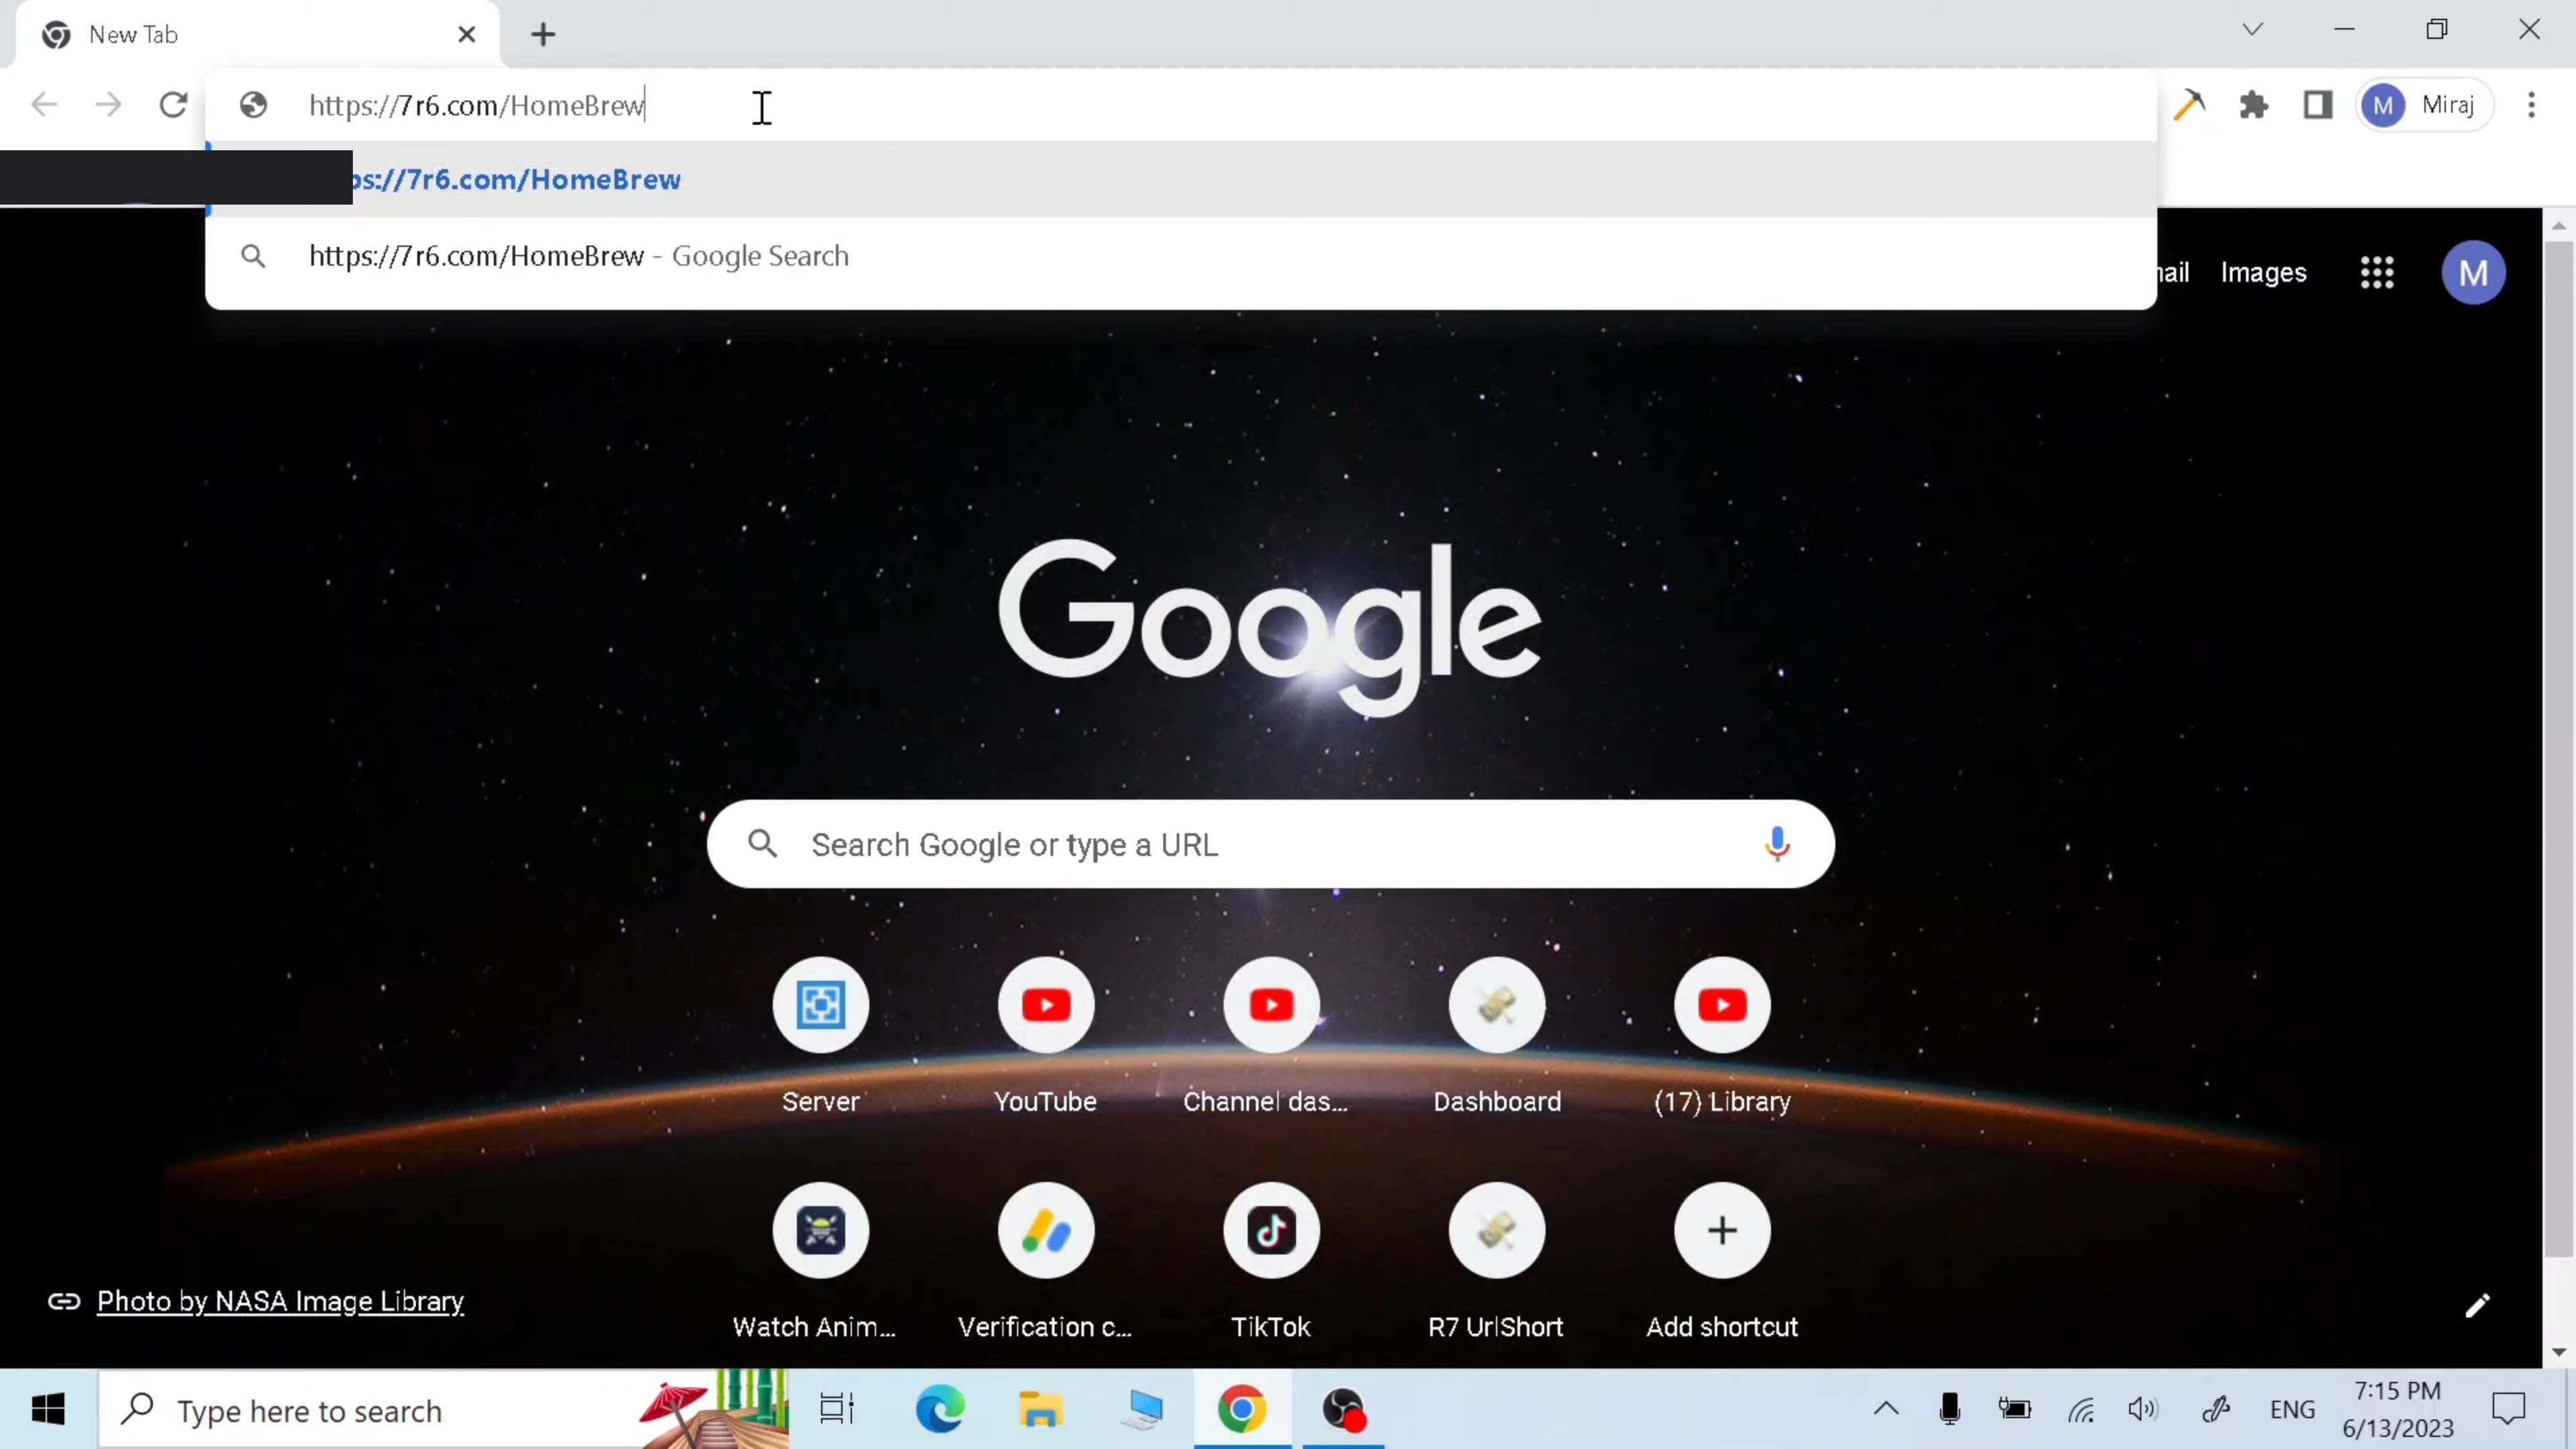 New Tab
https://7r6.com/HomeBrew
M Miraj
ps://7r6.com/HomeBrew
https://7r6.com/HomeBrew - Google Search
ail Images M
Google
Search Google or type a URL
Server YouTube Channel das... Dashboard (17) Library
Watch Anim... Verification c... TikTok R7 UrlShort Add shortcut
Photo by NASA Image Library
Type here to search
ENG
7:15 PM
6/13/2023